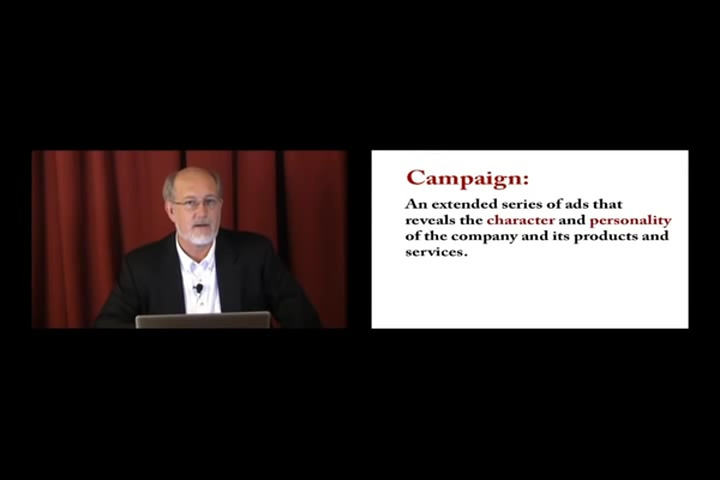 Campaign:
An extended series of ads that
reveals the character and personality
of the company and its products and
services.